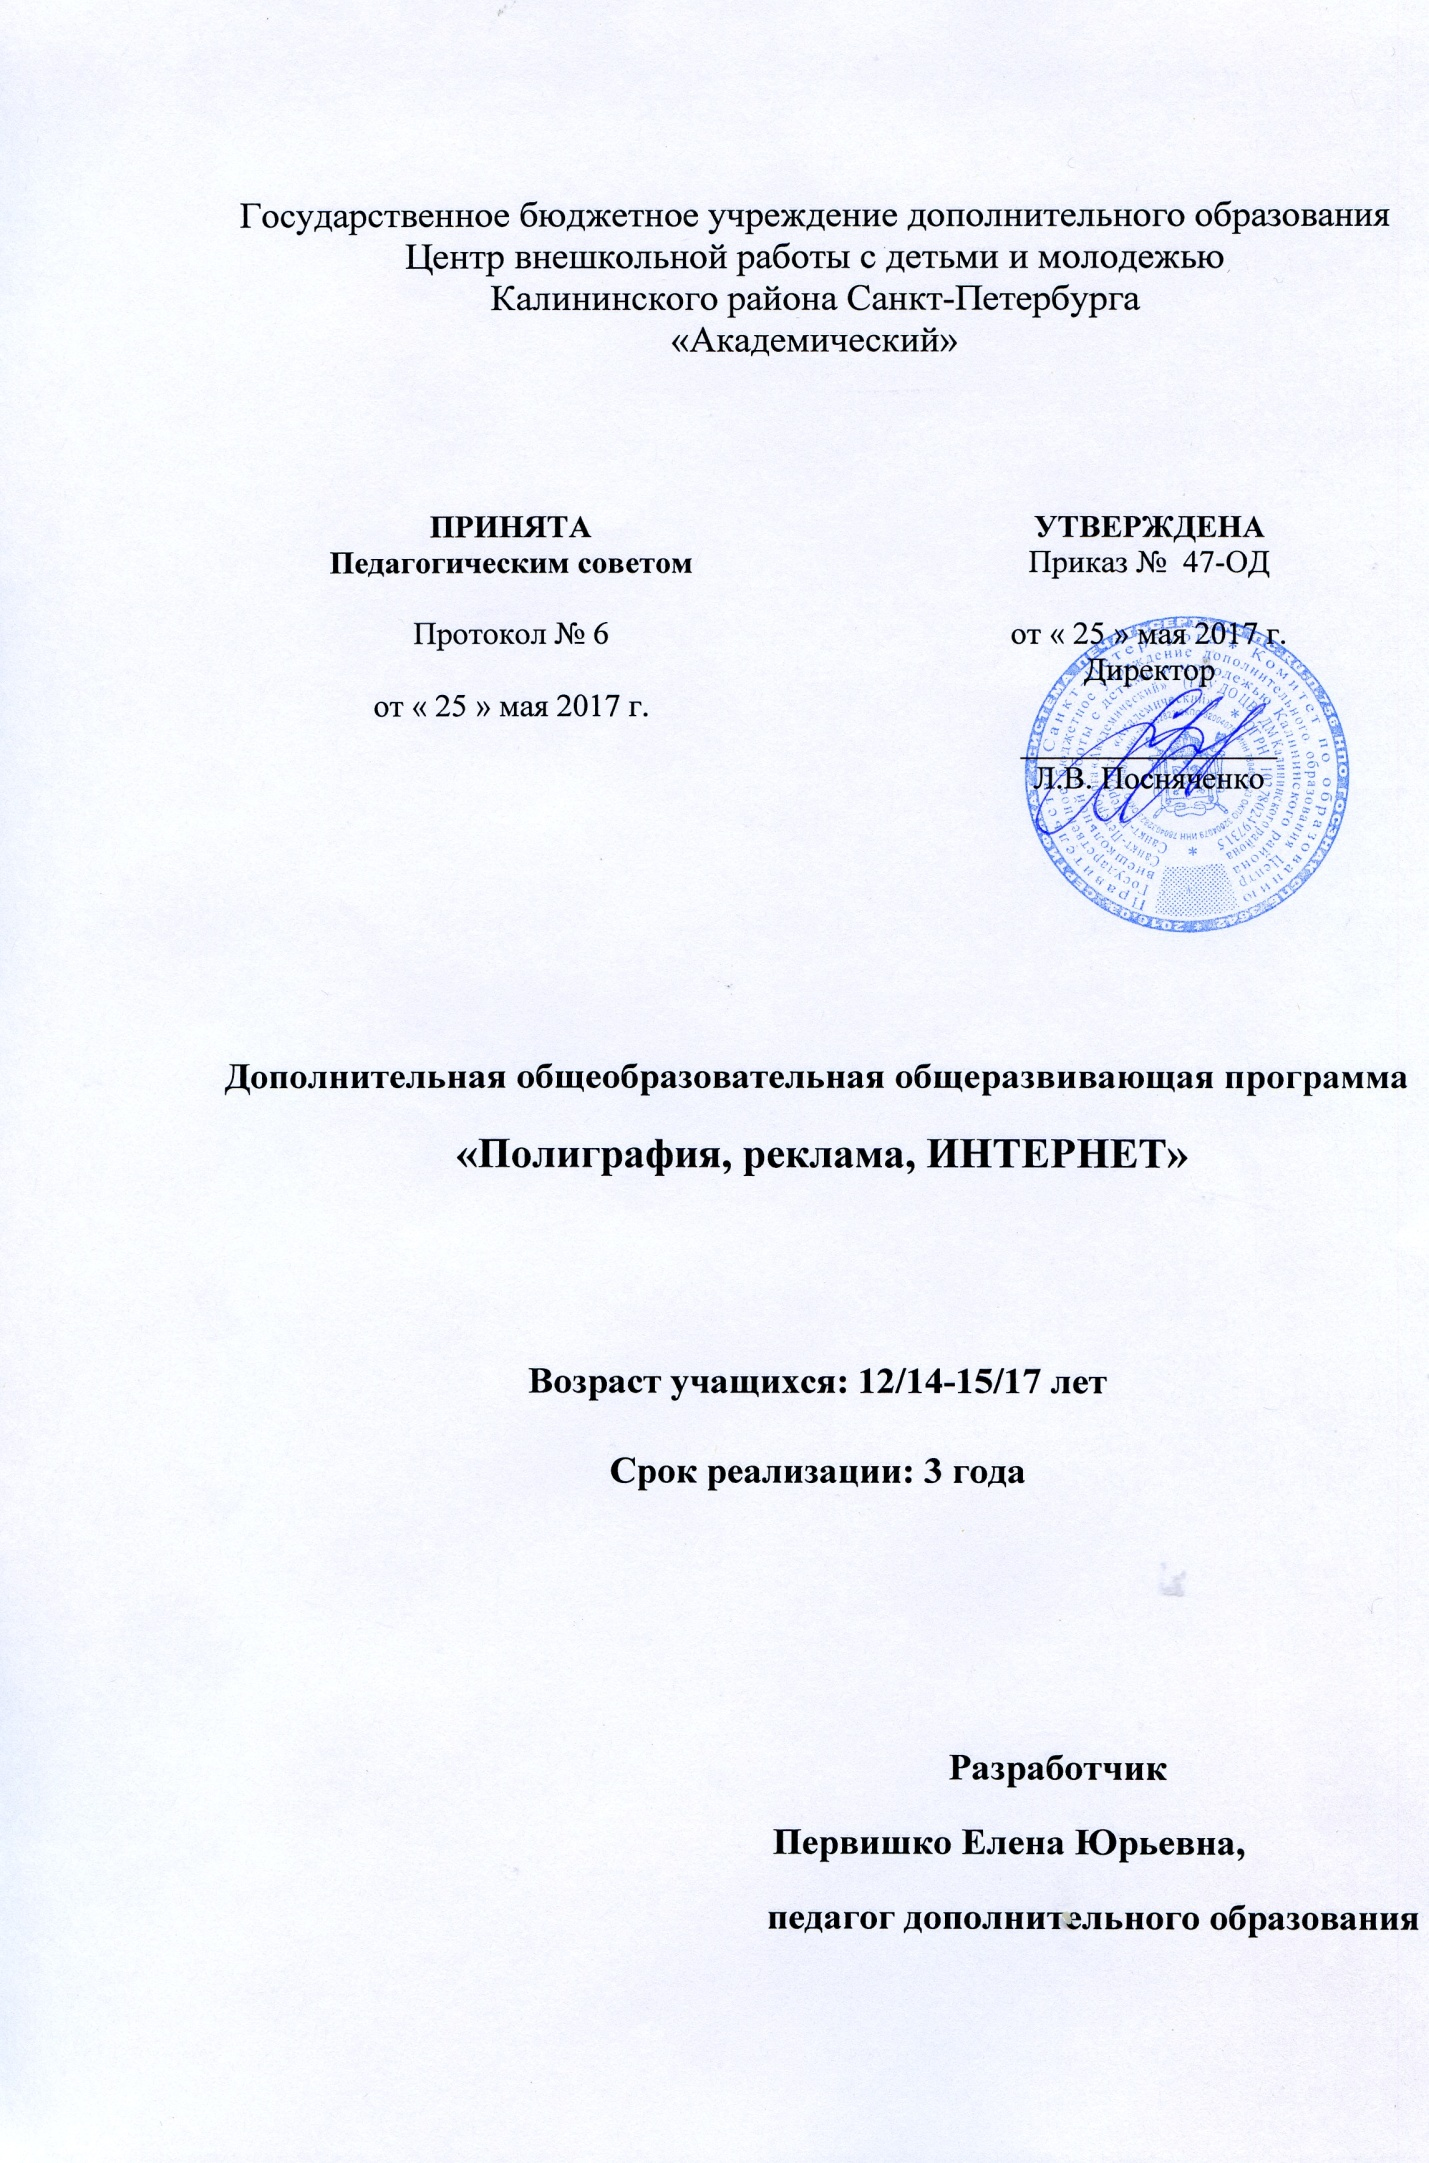 Государственное бюджетное учреждение дополнительного образования
Центр внешкольной работы с детьми и молодежью
Калининского района Санкт-Петербурга
«Академический»
ПРИНЯТА
Педагогическим советом
Протокол № 6
от « 25 » мая 2017 г.
УТВЕРЖДЕНА
Приказ № 47-ОД
от « 25 » мая 2017 г.
Директор
Л.В. Посняченко
Дополнительная общеобразовательная общеразвивающая программа
«Полиграфия, реклама, ИНТЕРНЕТ»
Возраст учащихся: 12/14-15/17 лет
Срок реализации: 3 года
Разработчик
Первишко Елена Юрьевна,
педагог дополнительного образования